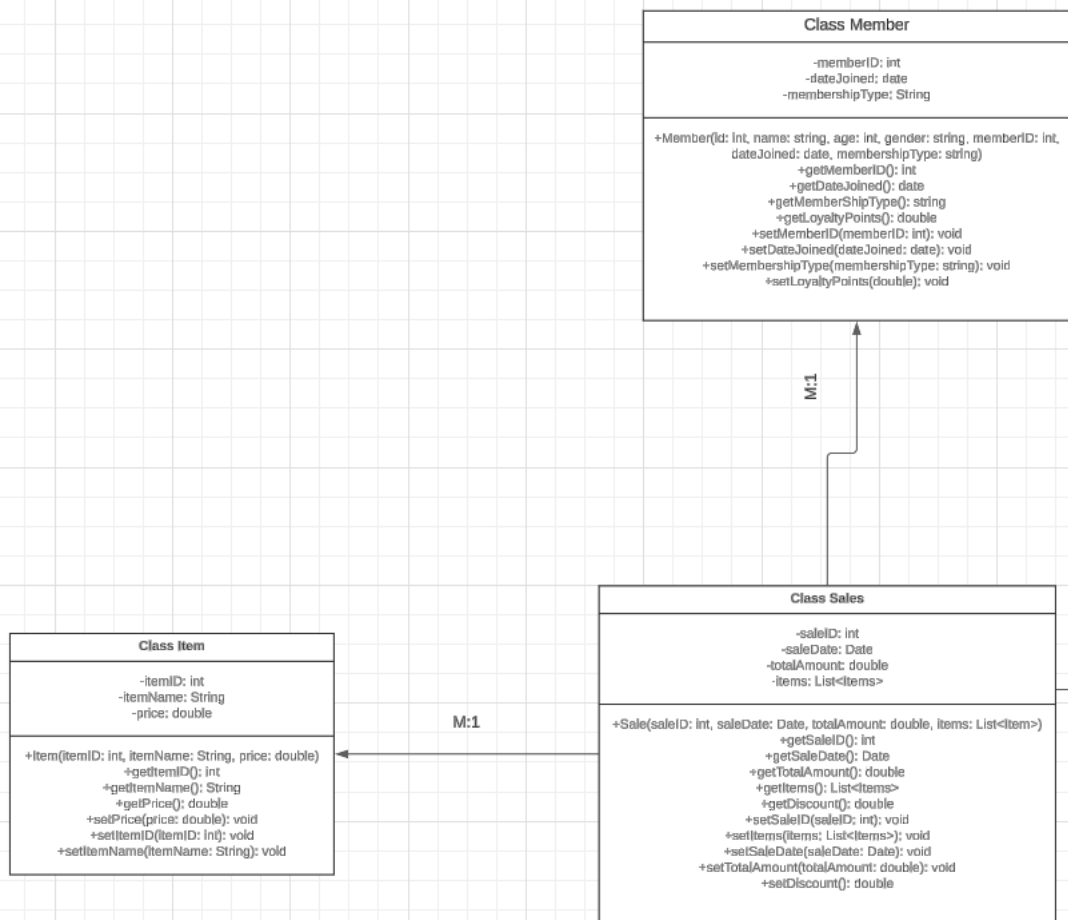 Class Member
-memberID: int
-dateJoined: date
-membershipType: String
+Member(id: int, name: string, age: int, gender: string, memberID: int,
dateJoined: date, membershipType: string)
+getMemberID(): int
+getDateJoined(): date
+getMemberShipType(): string
+getLoyaltyPoints(): double
+setMemberID(memberID: int): void
+setDateJoined(dateJoined: date): void
+setMembershipType(membershipType: string): void
+setLoyaltyPoints(double): void
M:1
Class Item
-itemID: int
-itemName: String
-price: double
+Item(itemID: int, itemName: String, price: double)
+getItemID(): int
+getItemName(): String
+getPrice(): double
+setPrice(price: double): void
+setItemID(itemID: int): void
+setItemName(itemName: String): void
M:1
Class Sales
-saleID: int
-saleDate: Date
-totalAmount: double
-items: List<Items>
+Sale(saleID: int, saleDate: Date, totalAmount: double, items: List<Item>)
+getSaleID(): int
+getSaleDate(): Date
+getTotalAmount(): double
+getItems(): List<Items>
+getDiscount(): double
+setSaleID(saleID: int): void
+setItems(items: List<Items>): void
+setSaleDate(saleDate: Date): void
+setTotalAmount(totalAmount: double): void
+setDiscount(): double